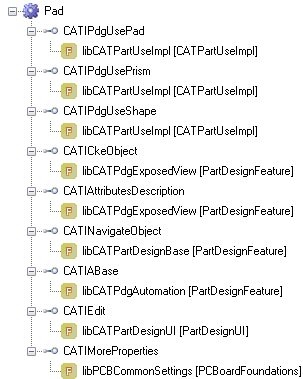 Pad
CATIPdgUsePad
libCATPartUseImpl [CATPartUseImpl]
CATIPdgUsePrism
libCATPartUseImpl [CATPartUseImpl]
CATIPdgUseShape
libCATPartUseImpl [CATPartUseImpl]
CATICkeObject
libCATPdgExposedView [PartDesignFeature]
CATIAttributesDescription
libCATPdgExposedView [PartDesignFeature]
CATINavigateObject
libCATPartDesignBase [PartDesignFeature]
CATIABase
libCATPdgAutomation [PartDesignFeature]
CATIEdit
libCATPartDesignUI [PartDesignUI]
CATIMoreProperties
libPCBCommonSettings [PCBoardFoundations]